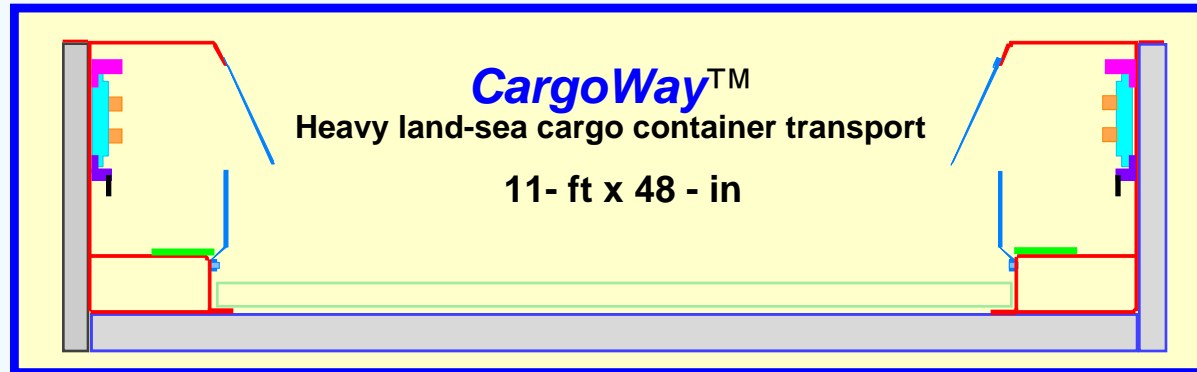 CargoWay™
Heavy land-sea cargo container transport
11- ft x 48 - in